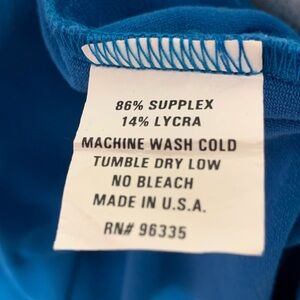 86% SUPPLEX
14% LYCRA
MACHINE WASH COLD
TUMBLE DRY LOW
NO BLEACH
MADE IN U.S.A.
RN# 96335